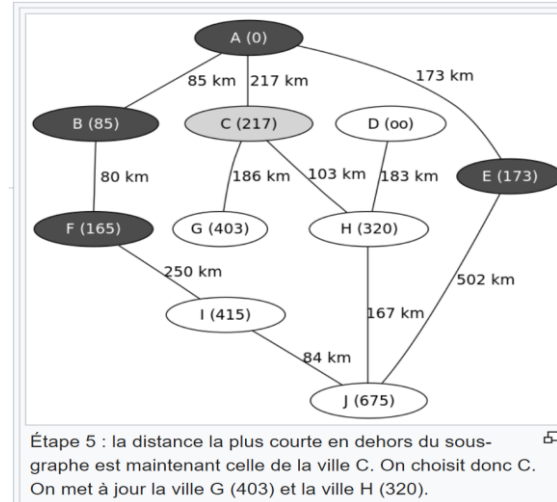 A (0)
85 km
217 km
173 km
B (85)
C (217)
D (oo)
80 km
186 km
103 km
183 km
E (173)
F (165)
G (403)
H (320)
250 km
502 km
I (415)
167 km
84 km
J (675)
Étape 5 : la distance la plus courte en dehors du sous-
graphe est maintenant celle de la ville C. On choisit donc C.
On met à jour la ville G (403) et la ville H (320).